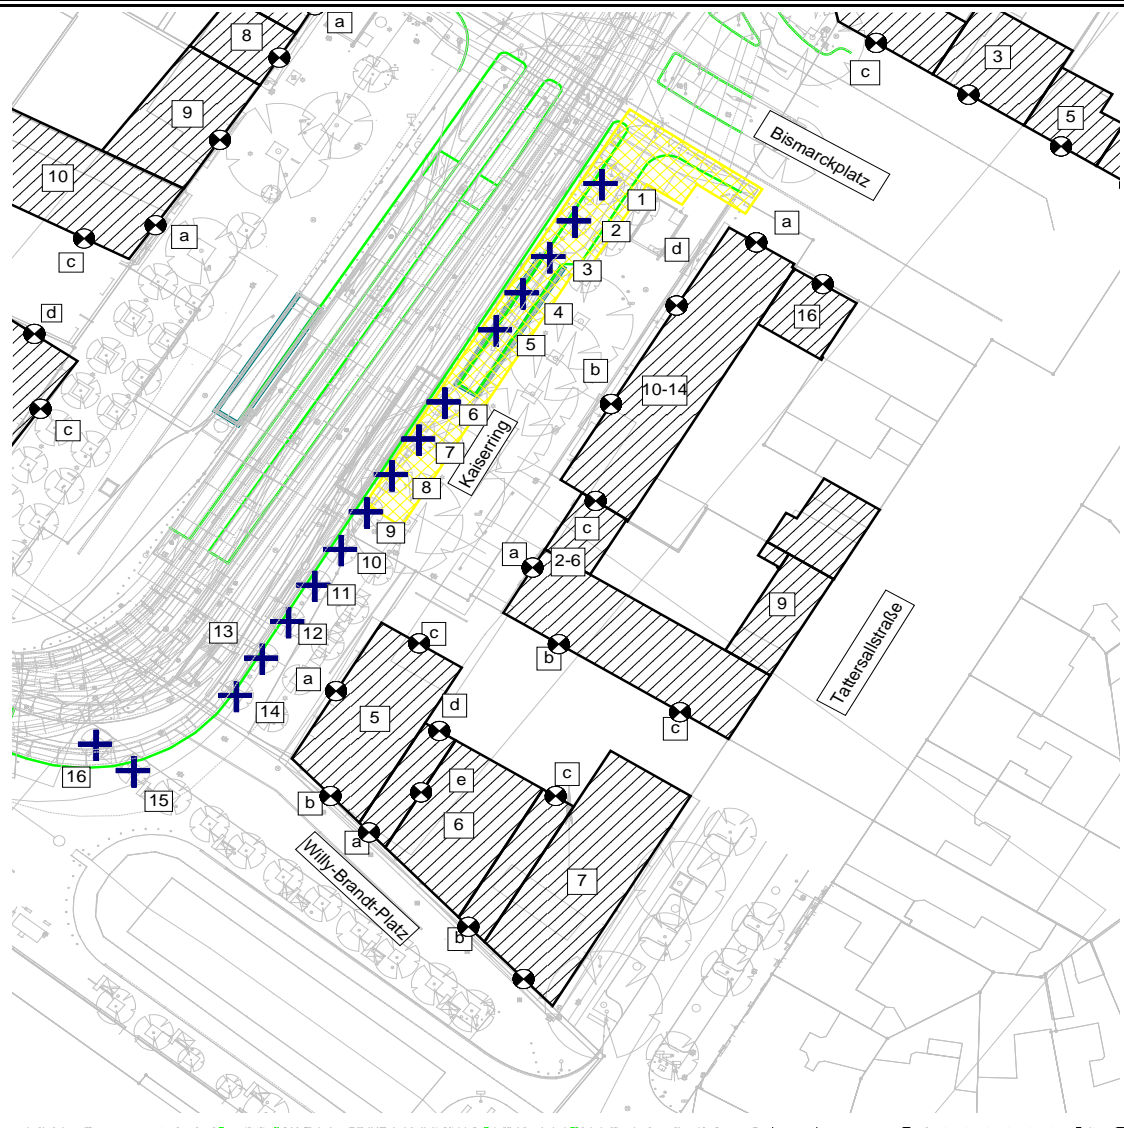 a
8
c
3
9
5
Bismarckplatz
10
1
a
2
a
d
c
3
d
4
16
5
b
10-14
6
c
Kaiserring
7
8
c
9
a
2-6
10
11
9
13
12
c
Tattersallstraße
b
a
d
14
5
c
e
16
b
15
6
a
Willy-Brandt-Platz
7
b